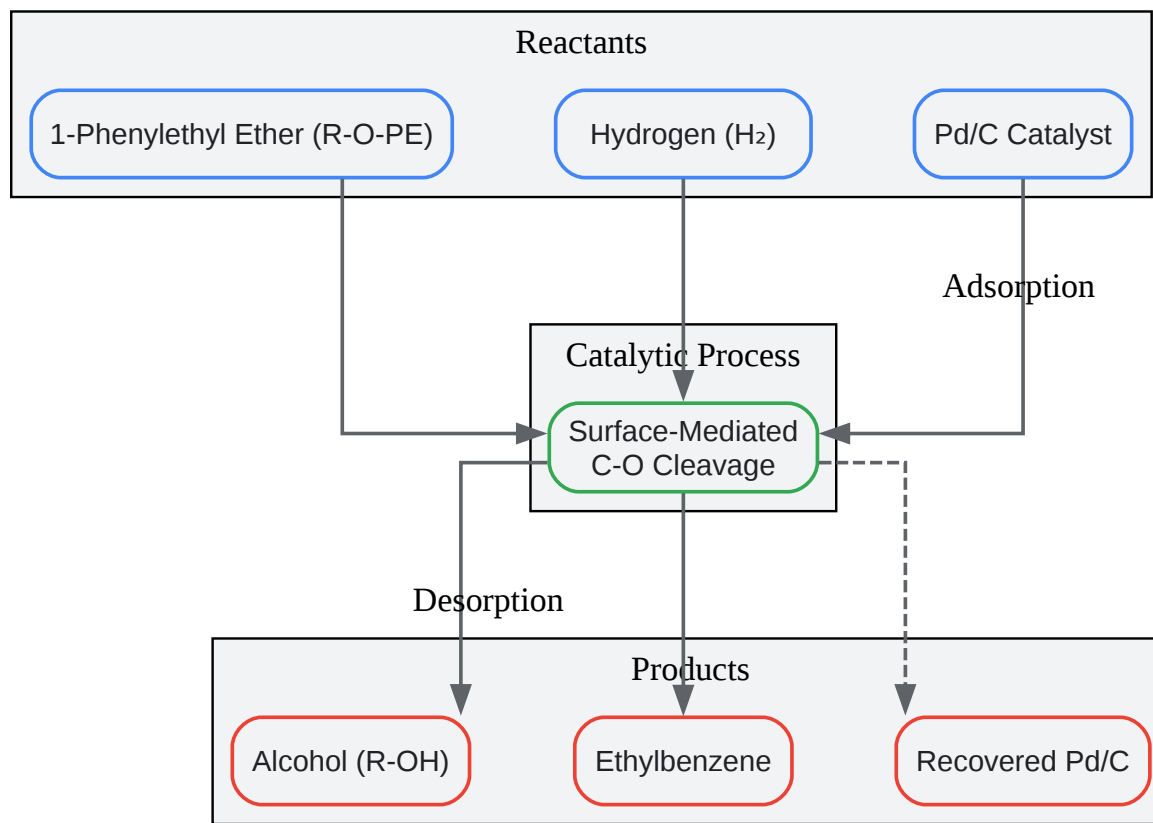 Reactants
1-Phenylethyl Ether (R-O-PE)
Hydrogen (H₂)
Pd/C Catalyst
Adsorption
Catalytic Process
Surface-Mediated
C-O Cleavage
Desorption
Products
Alcohol (R-OH)
Ethylbenzene
Recovered Pd/C